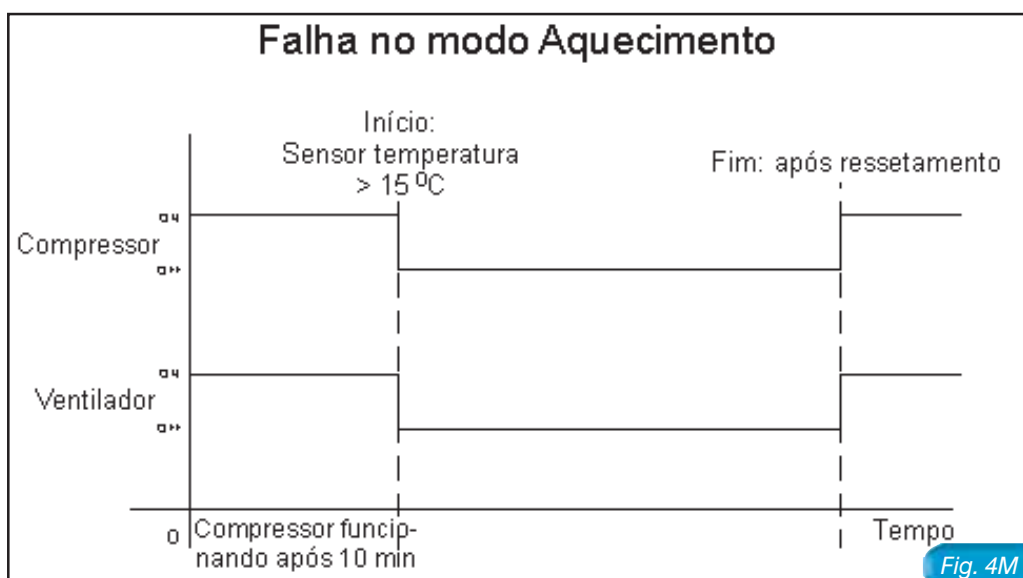 Falha no modo Aquecimento
Início:
Sensor temperatura
> 15 ºC
Fim: após ressetamento
Compressor
Ventilador
0
Compressor funcip-
nando após 10 min
Tempo
Fig. 4M